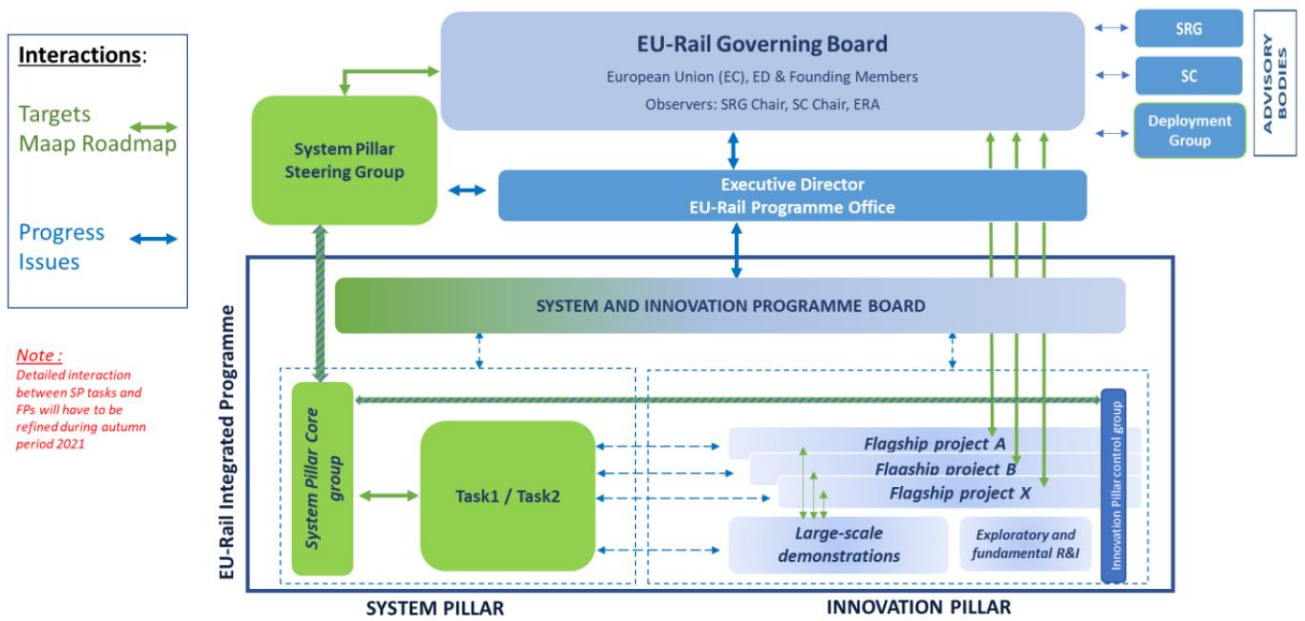 Interactions:
Targets
Maap Roadmap
Progress
Issues
Note :
Detailed interaction
between SP tasks and
FPs will have to be
refined during autumn
period 2021
EU-Rail Governing Board
European Union (EC), ED & Founding Members
Observers: SRG Chair, SC Chair, ERA
SRG
SC
Deployment
Group
ADVISORY
BODIES
System Pillar
Steering Group
Executive Director
EU-Rail Programme Office
EU-Rail Integrated Programme
SYSTEM AND INNOVATION PROGRAMME BOARD
System Pillar Core
group
Task1 / Task2
Flagship project A
Flagship project B
Flagship project X
Large-scale
demonstrations
Exploratory and
fundamental R&I
Innovation Pillar control group
SYSTEM PILLAR
INNOVATION PILLAR